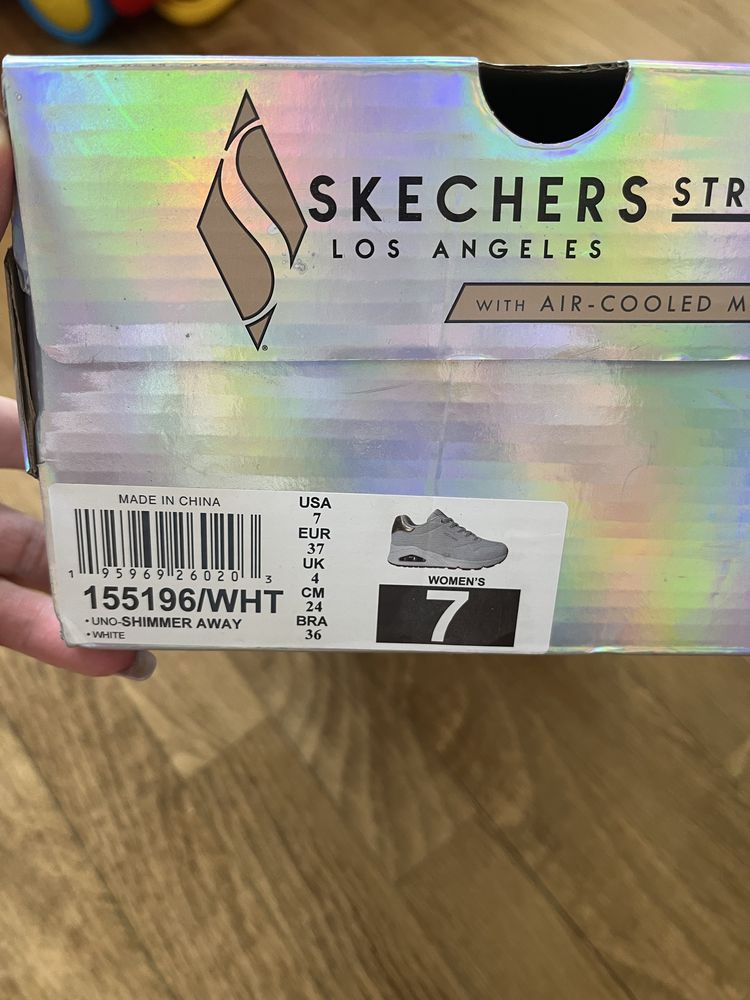 SKECHERS STR
LOS ANGELES
WITH AIR-COOLED M
MADE IN CHINA
1 95969 26020 3
155196/WHT
• UNO-SHIMMER AWAY
• WHITE
USA
7
EUR
37
UK
4
CM
24
BRA
36
WOMEN'S
7